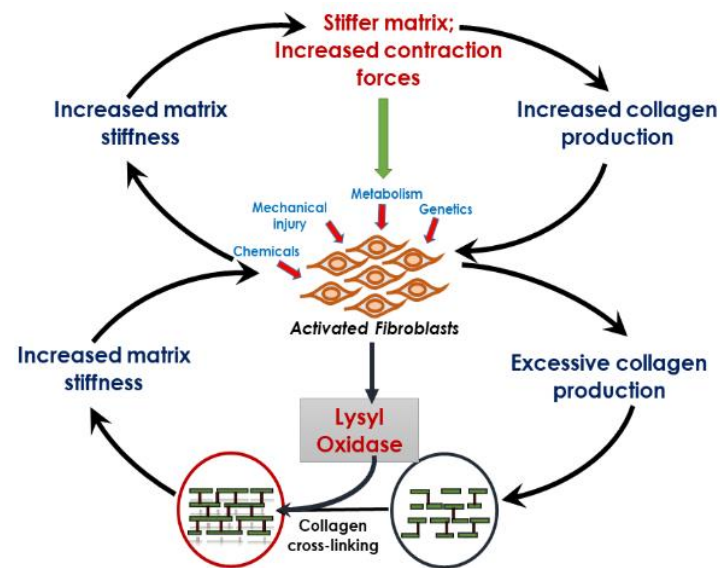 Stiffer matrix;
Increased contraction
forces
Increased matrix
stiffness
Increased collagen
production
Metabolism
Mechanical
injury
Genetics
Chemicals
Activated Fibroblasts
Increased matrix
stiffness
Excessive collagen
production
Lysyl
Oxidase
Collagen
cross-linking